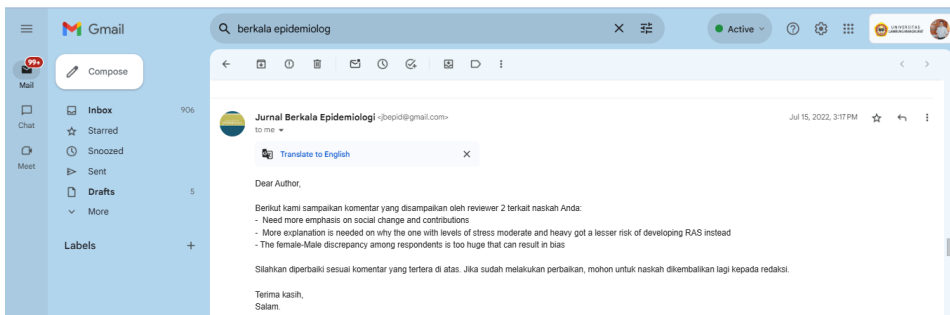 Gmail
berkala epidemiolog
Active
UNIVERSITAS
99+
Mail
Compose
Chat
Meet
Inbox 906
Starred
Snoozed
Sent
Drafts 5
More
Labels
Jurnal Berkala Epidemiologi <jbepid@gmail.com>
Jul 15, 2022, 3:17 PM
to me
Translate to English
Dear Author,
Berikut kami sampaikan komentar yang disampaikan oleh reviewer 2 terkait naskah Anda:
- Need more emphasis on social change and contributions
- More explanation is needed on why the one with levels of stress moderate and heavy got a lesser risk of developing RAS instead
- The female-Male discrepancy among respondents is too huge that can result in bias
Silahkan diperbaiki sesuai komentar yang tertera di atas. Jika sudah melakukan perbaikan, mohon untuk naskah dikembalikan lagi kepada redaksi.
Terima kasih,
Salam.